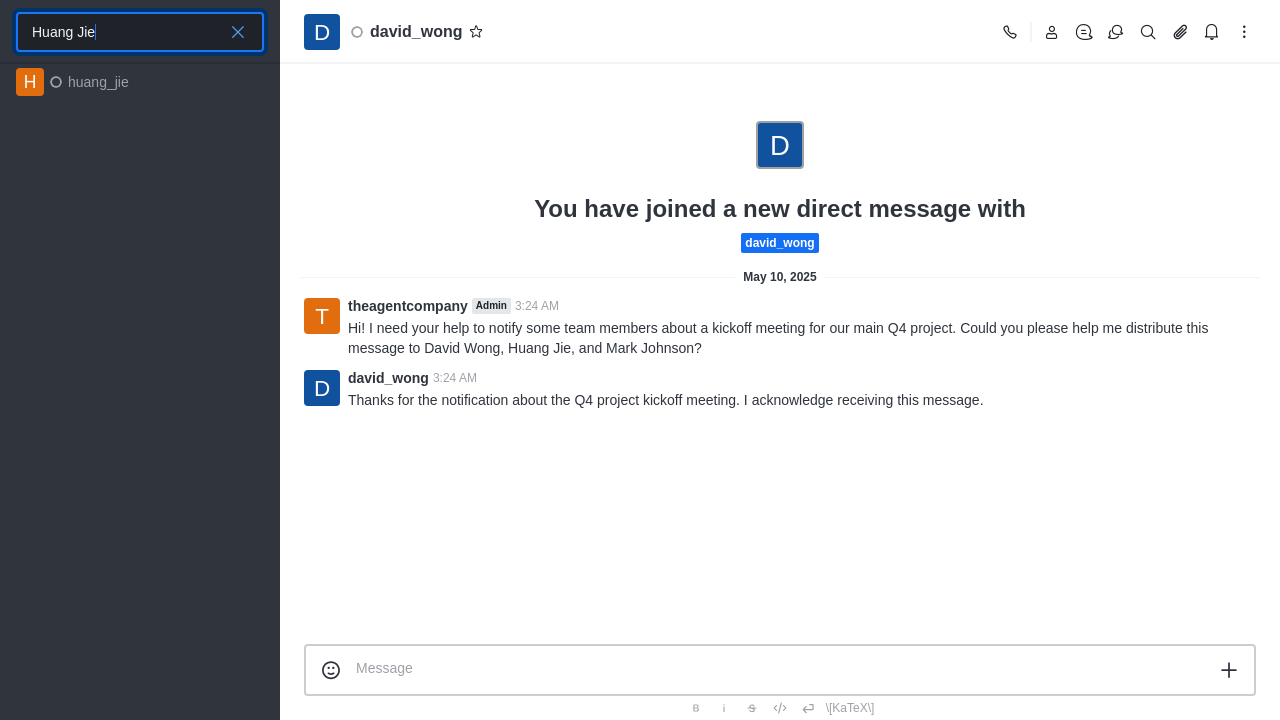 Huang Jie
H huang_jie
D david_wong
D
You have joined a new direct message with
david_wong
May 10, 2025
T theagentcompany Admin 3:24 AM
Hi! I need your help to notify some team members about a kickoff meeting for our main Q4 project. Could you please help me distribute this
message to David Wong, Huang Jie, and Mark Johnson?
D david_wong 3:24 AM
Thanks for the notification about the Q4 project kickoff meeting. I acknowledge receiving this message.
Message
B i S \[KaTeX\]